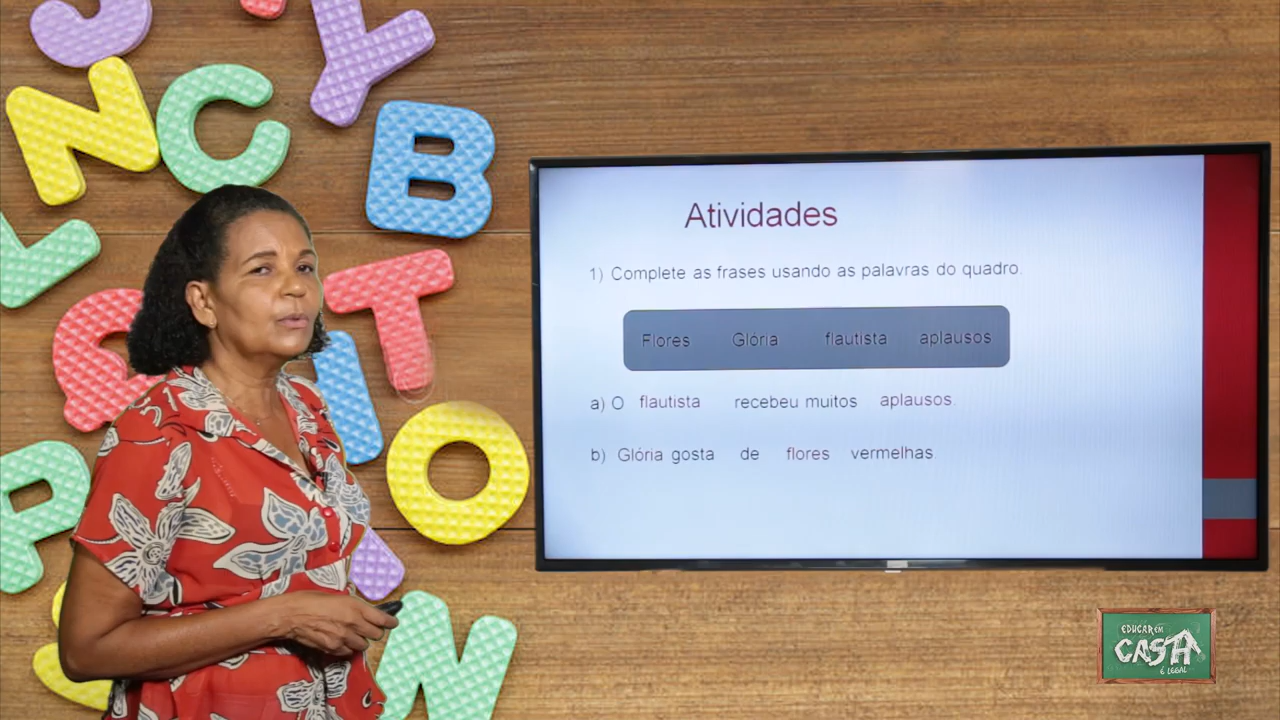 Atividades
1) Complete as frases usando as palavras do quadro.
Flores Glória flautista aplausos
a) O flautista recebeu muitos aplausos.
b) Glória gosta de flores vermelhas
EDUCAR EM
CASA
É LEGAL